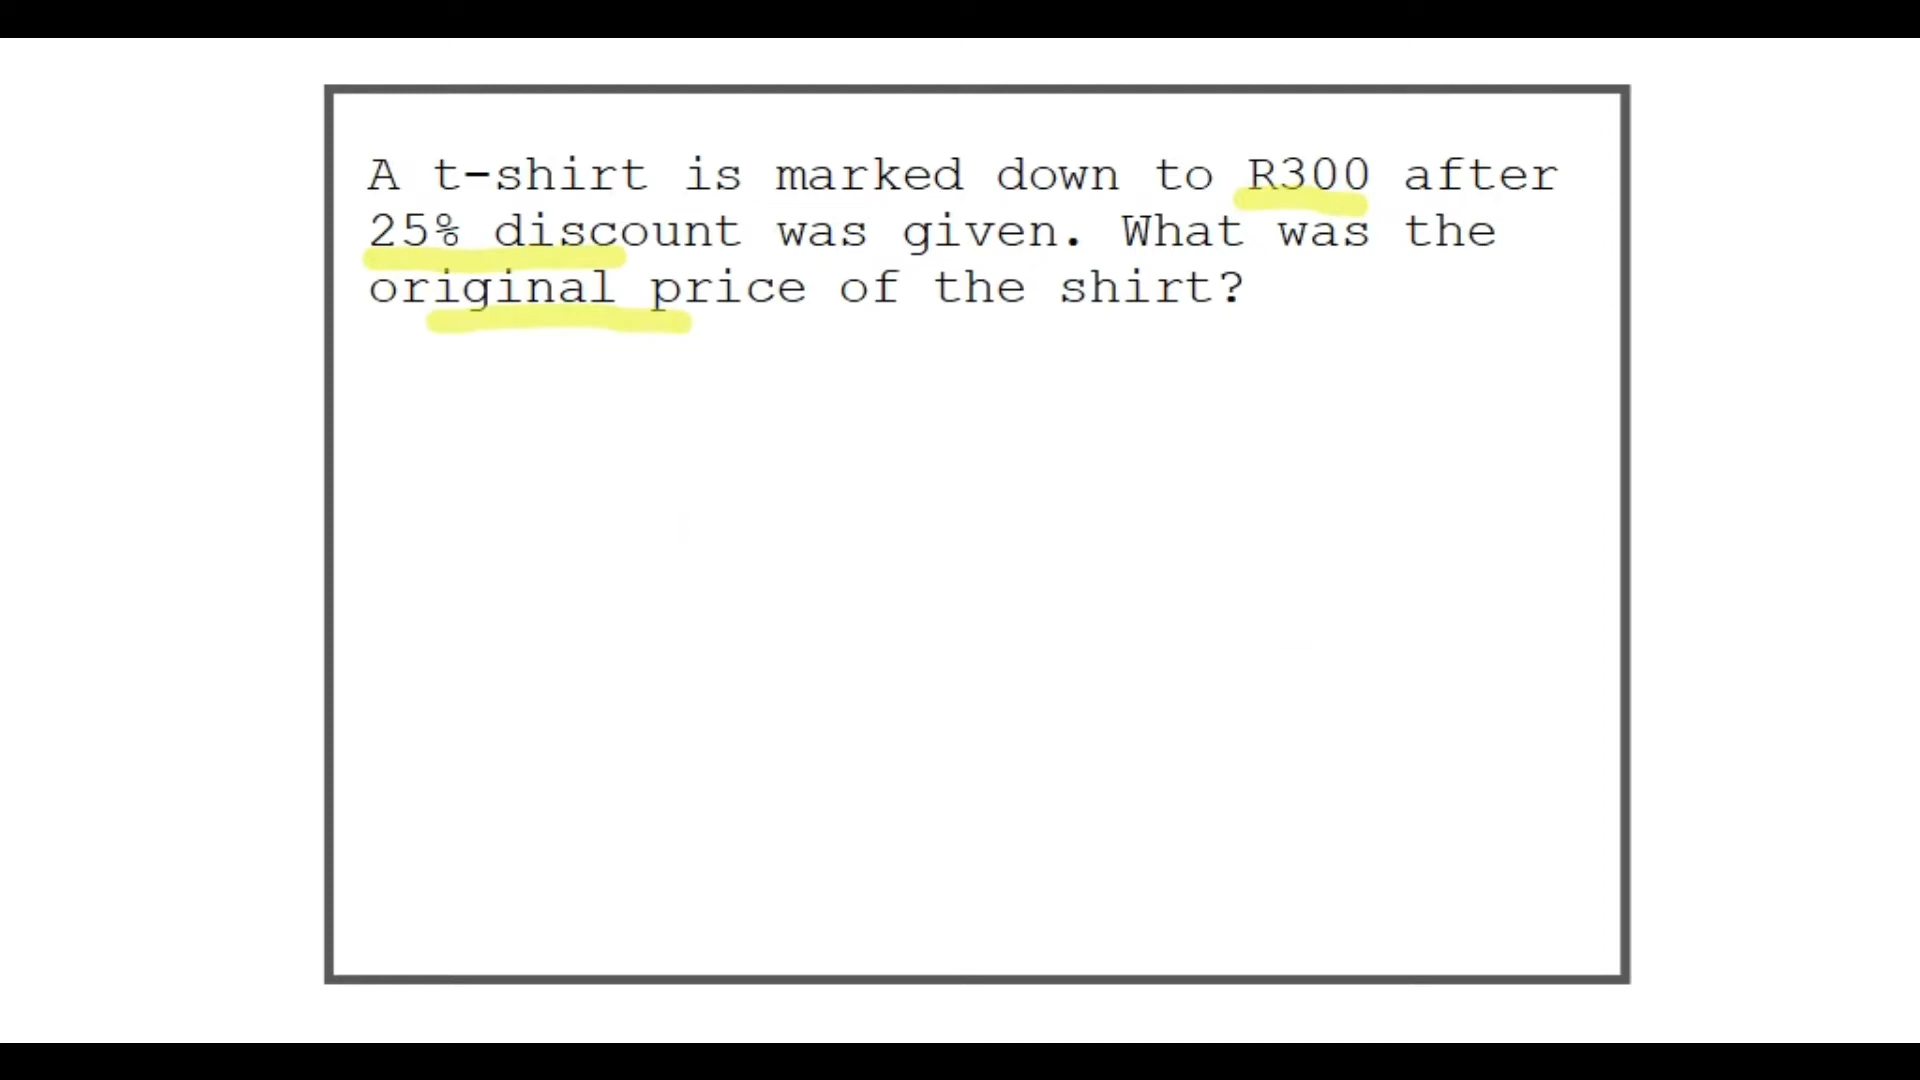 A t-shirt is marked down to R300 after
25% discount was given. What was the
original price of the shirt?